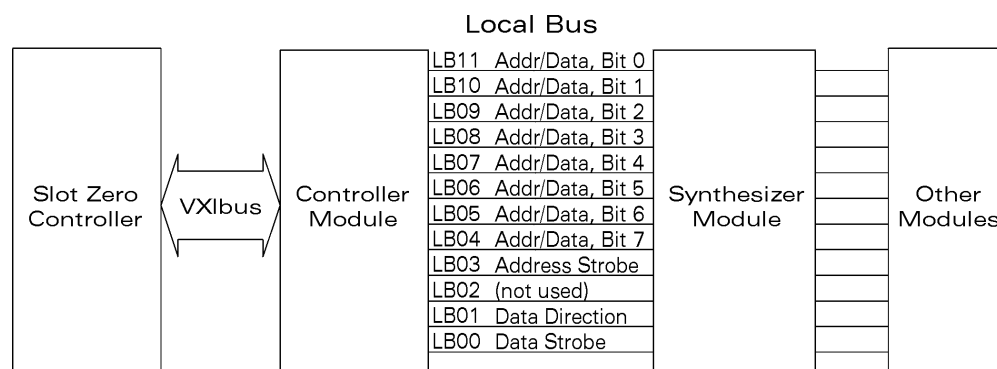 Local Bus
LB11 Addr/Data, Bit 0
LB10 Addr/Data, Bit 1
LB09 Addr/Data, Bit 2
LB08 Addr/Data, Bit 3
LB07 Addr/Data, Bit 4
LB06 Addr/Data, Bit 5
LB05 Addr/Data, Bit 6
LB04 Addr/Data, Bit 7
LB03 Address Strobe
LB02 (not used)
LB01 Data Direction
LB00 Data Strobe
Slot Zero
Controller
VXIbus
Controller
Module
Synthesizer
Module
Other
Modules